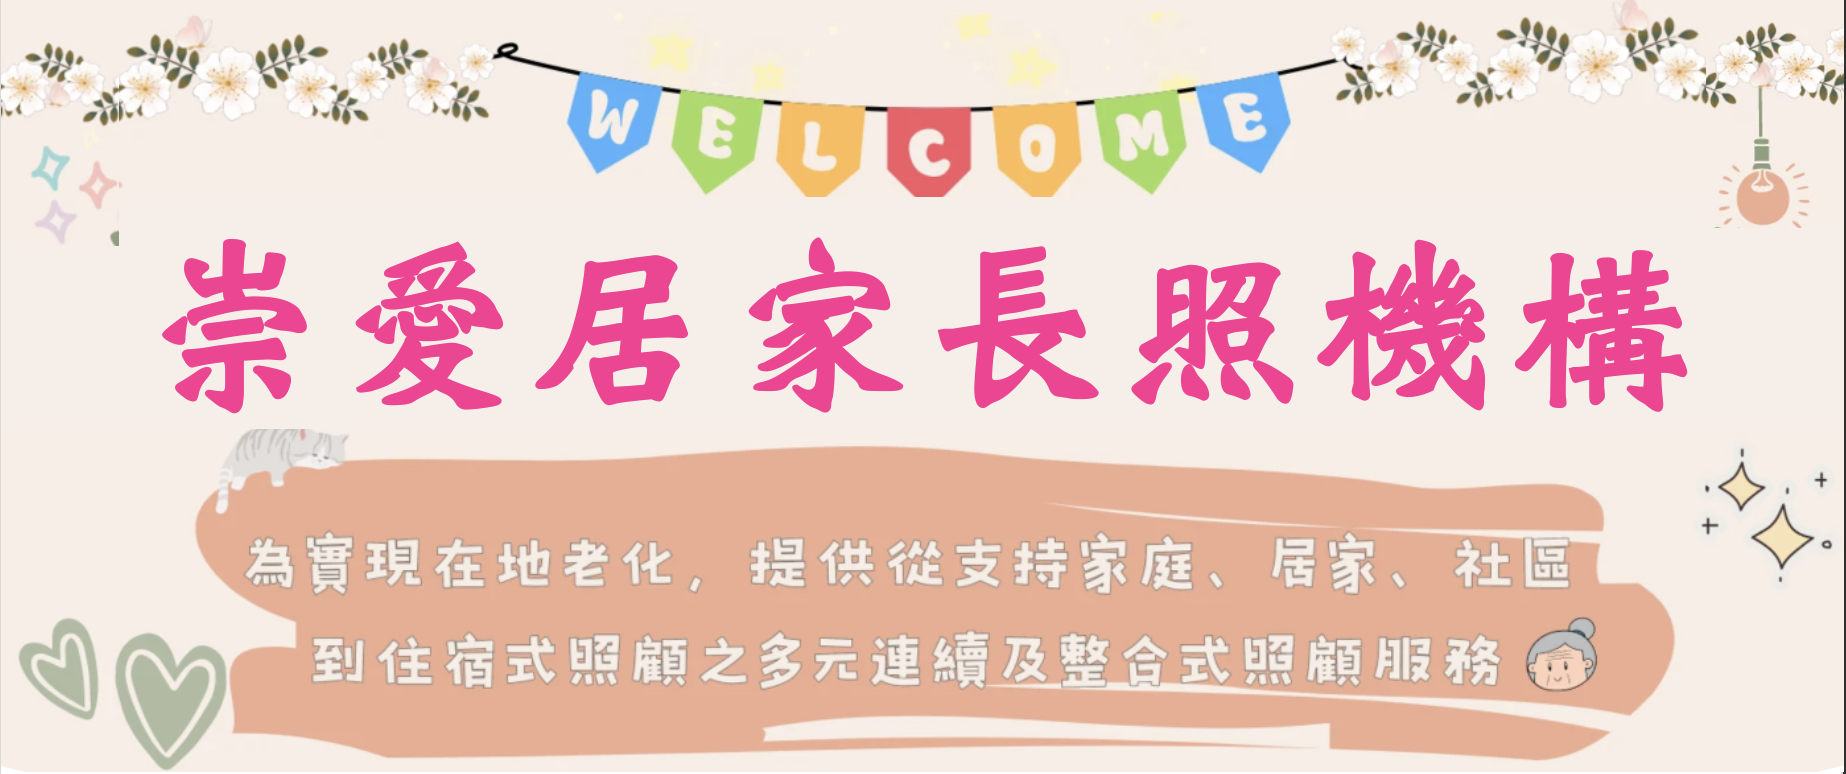 WELCOME
崇愛居家長照機構
為實現在地老化，提供從支持家庭、居家、社區
到住宿式照顧之多元連續及整合式照顧服務